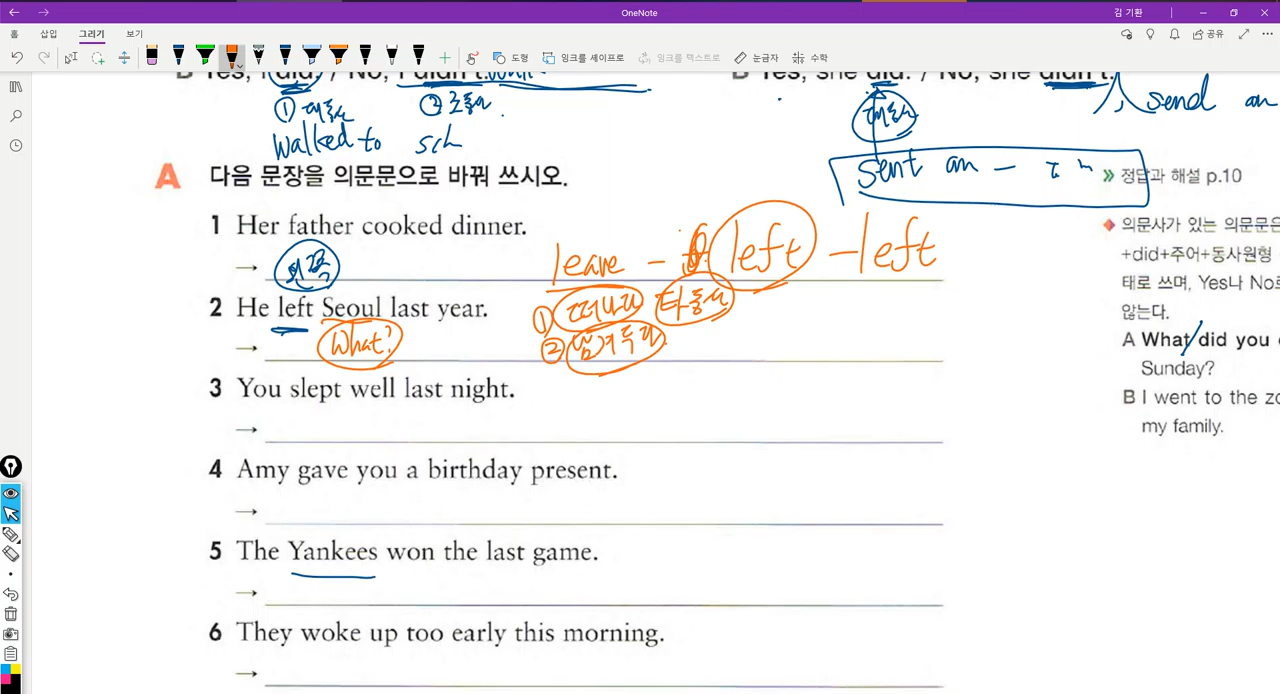 OneNote
김 기환
홈 삽입 그리기 보기
공유
도형 잉크를 셰이프로 잉크를 텍스트로 눈금자 수학
B Yes, I did. / No, I didn't.
B Yes, she did. / No, she didn't.
① 대동사 ② 조동사
대동사
send an
walked to sch
sent an
A 다음 문장을 의문문으로 바꿔 쓰시오.
정답과 해설 p.10
1 Her father cooked dinner.
→ 왼쪽
leave - left - left
의문사가 있는 의문문은
+did+주어+동사원형
태로 쓰며, Yes나 No로
않는다.
2 He left Seoul last year.
① 떠나다 타동사
→ What?
② 남겨두다
A What did you
Sunday?
B I went to the zo
my family.
3 You slept well last night.
→
4 Amy gave you a birthday present.
→
5 The Yankees won the last game.
→
6 They woke up too early this morning.
→